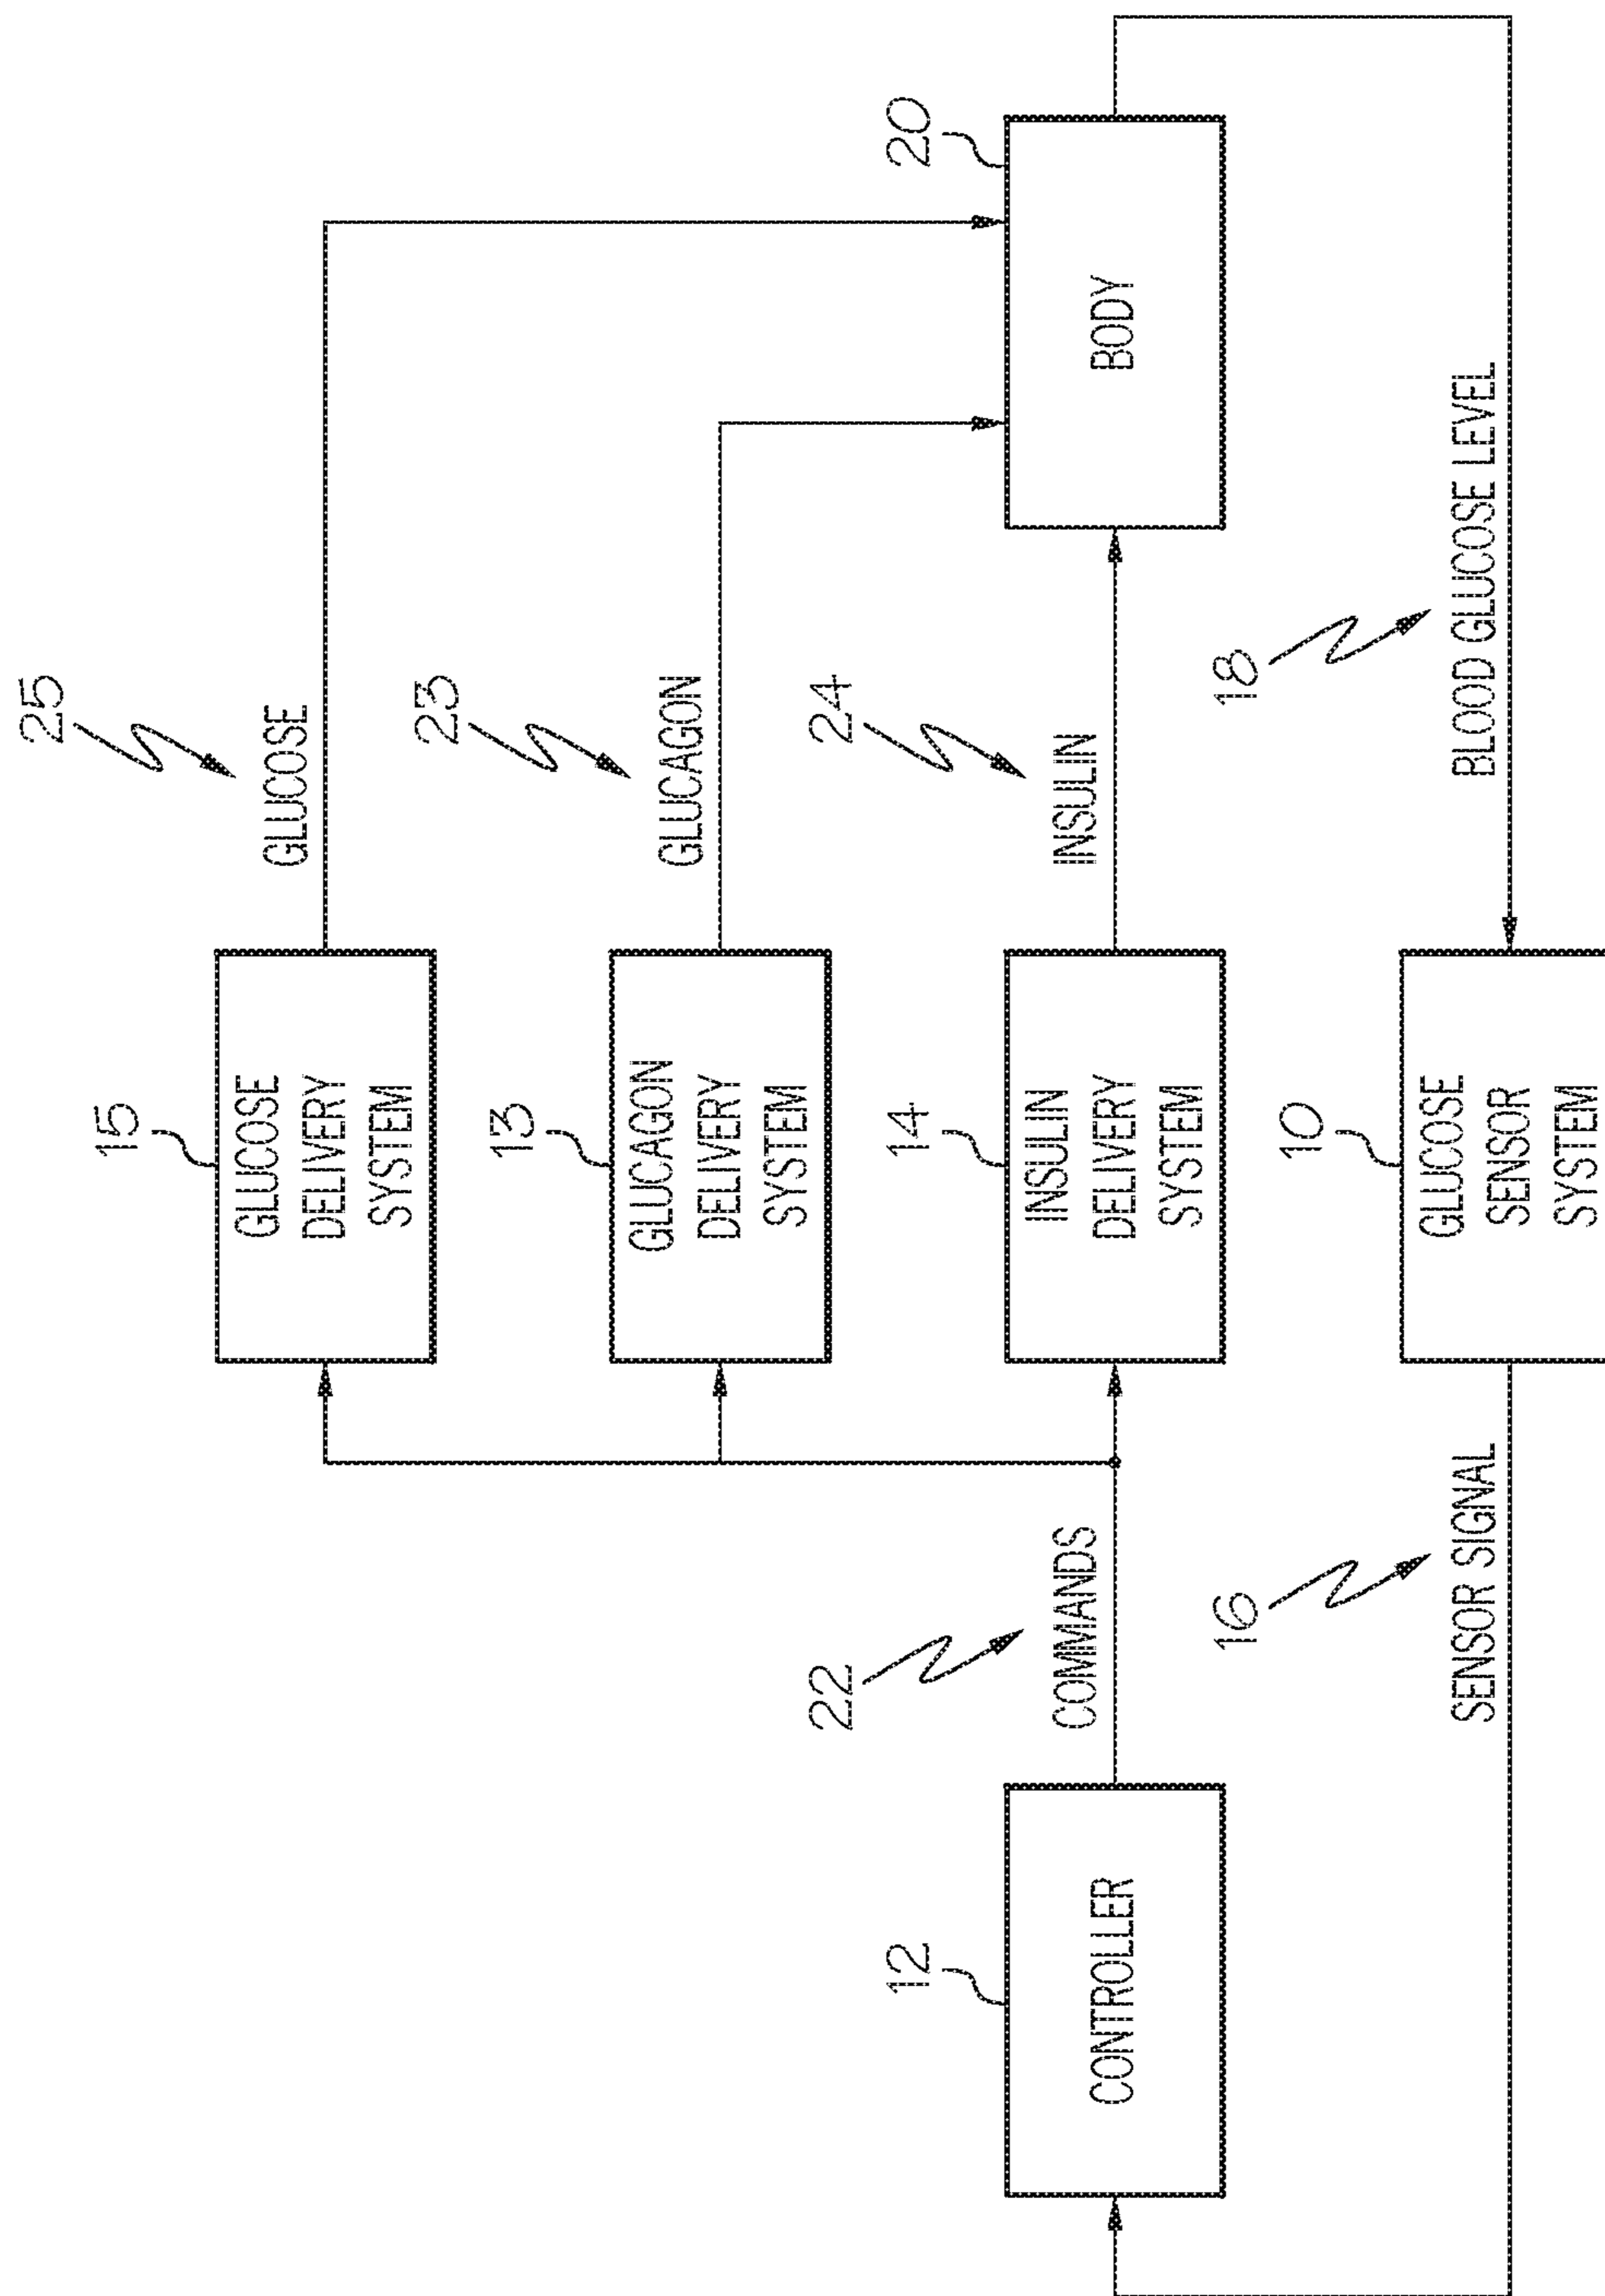 25
GLUCOSE
15
GLUCOSE
DELIVERY
SYSTEM
23
GLUCAGON
13
GLUCAGON
DELIVERY
SYSTEM
12
CONTROLLER
22
COMMANDS
14
INSULIN
DELIVERY
SYSTEM
24
INSULIN
20
BODY
16
SENSOR SIGNAL
10
GLUCOSE
SENSOR
SYSTEM
18
BLOOD GLUCOSE LEVEL